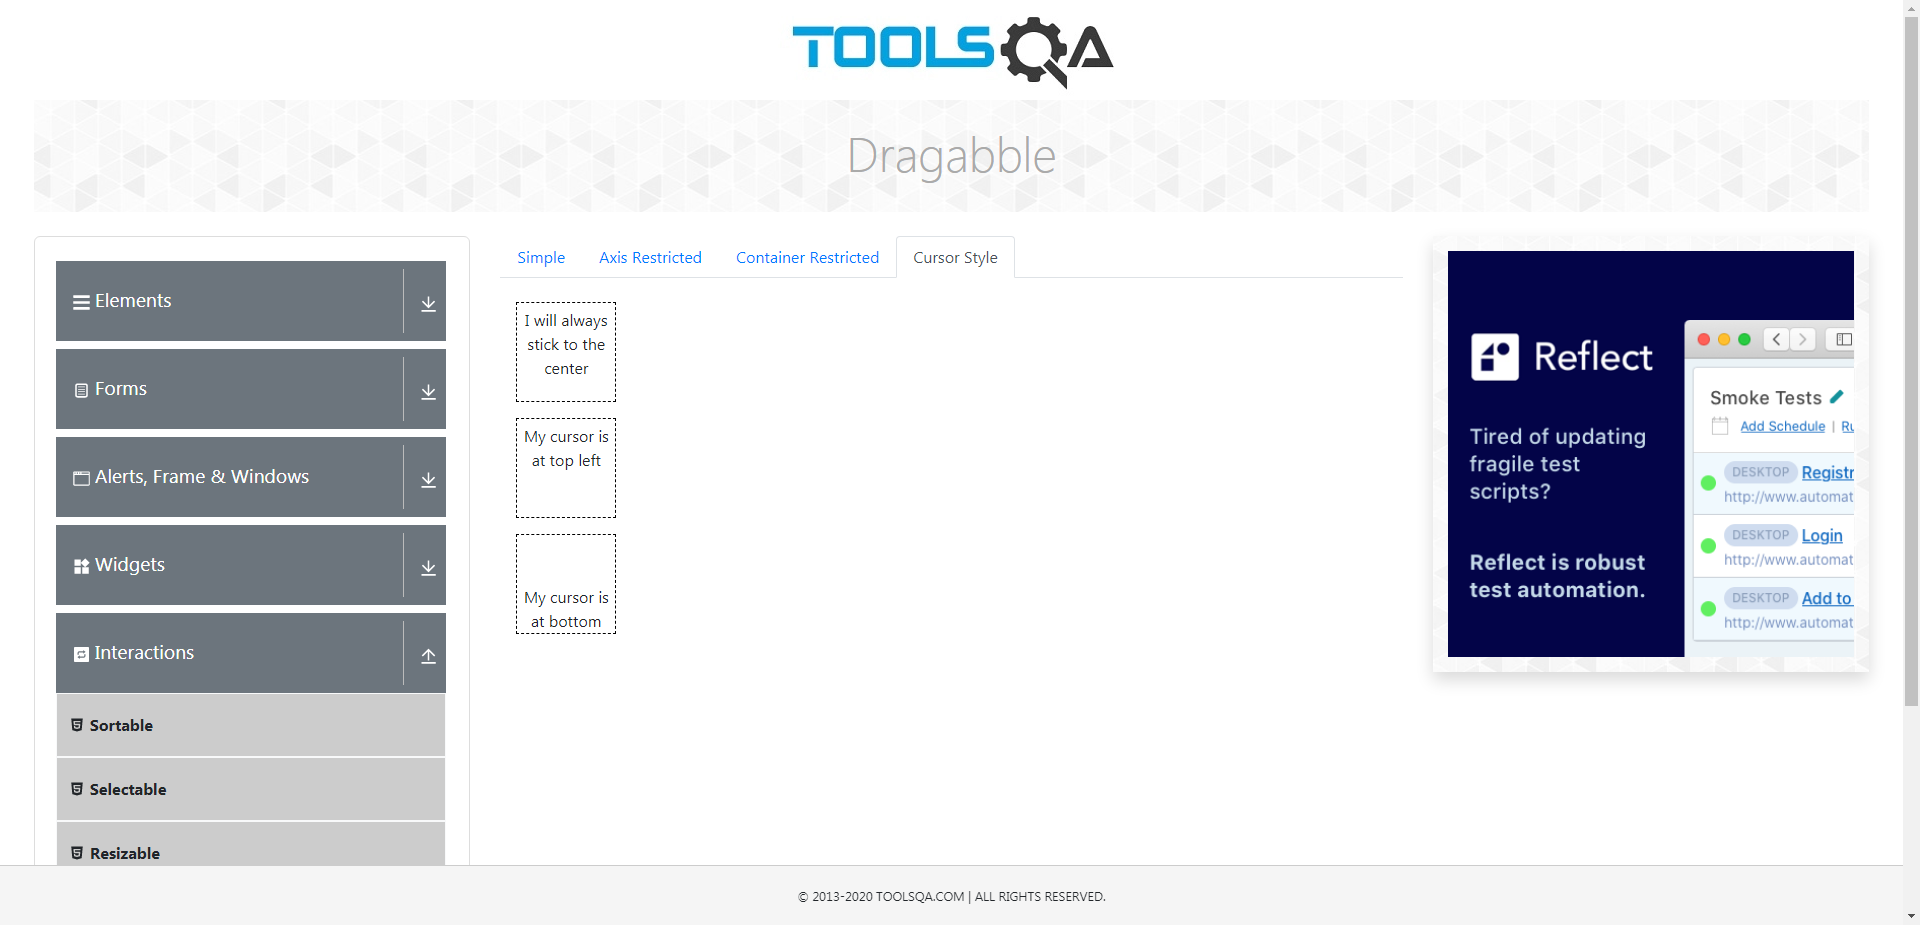 TOOLSQA
Dragabble
Elements
Forms
Alerts, Frame & Windows
Widgets
Interactions
Sortable
Selectable
Resizable
Simple
Axis Restricted
Container Restricted
Cursor Style
I will always
stick to the
center
My cursor is
at top left
My cursor is
at bottom
Reflect
Tired of updating
fragile test
scripts?
Reflect is robust
test automation.
Smoke Tests
Add Schedule | Ru
DESKTOP Registr
http://www.automat
DESKTOP Login
http://www.automat
DESKTOP Add to
http://www.automat
© 2013-2020 TOOLSQA.COM | ALL RIGHTS RESERVED.